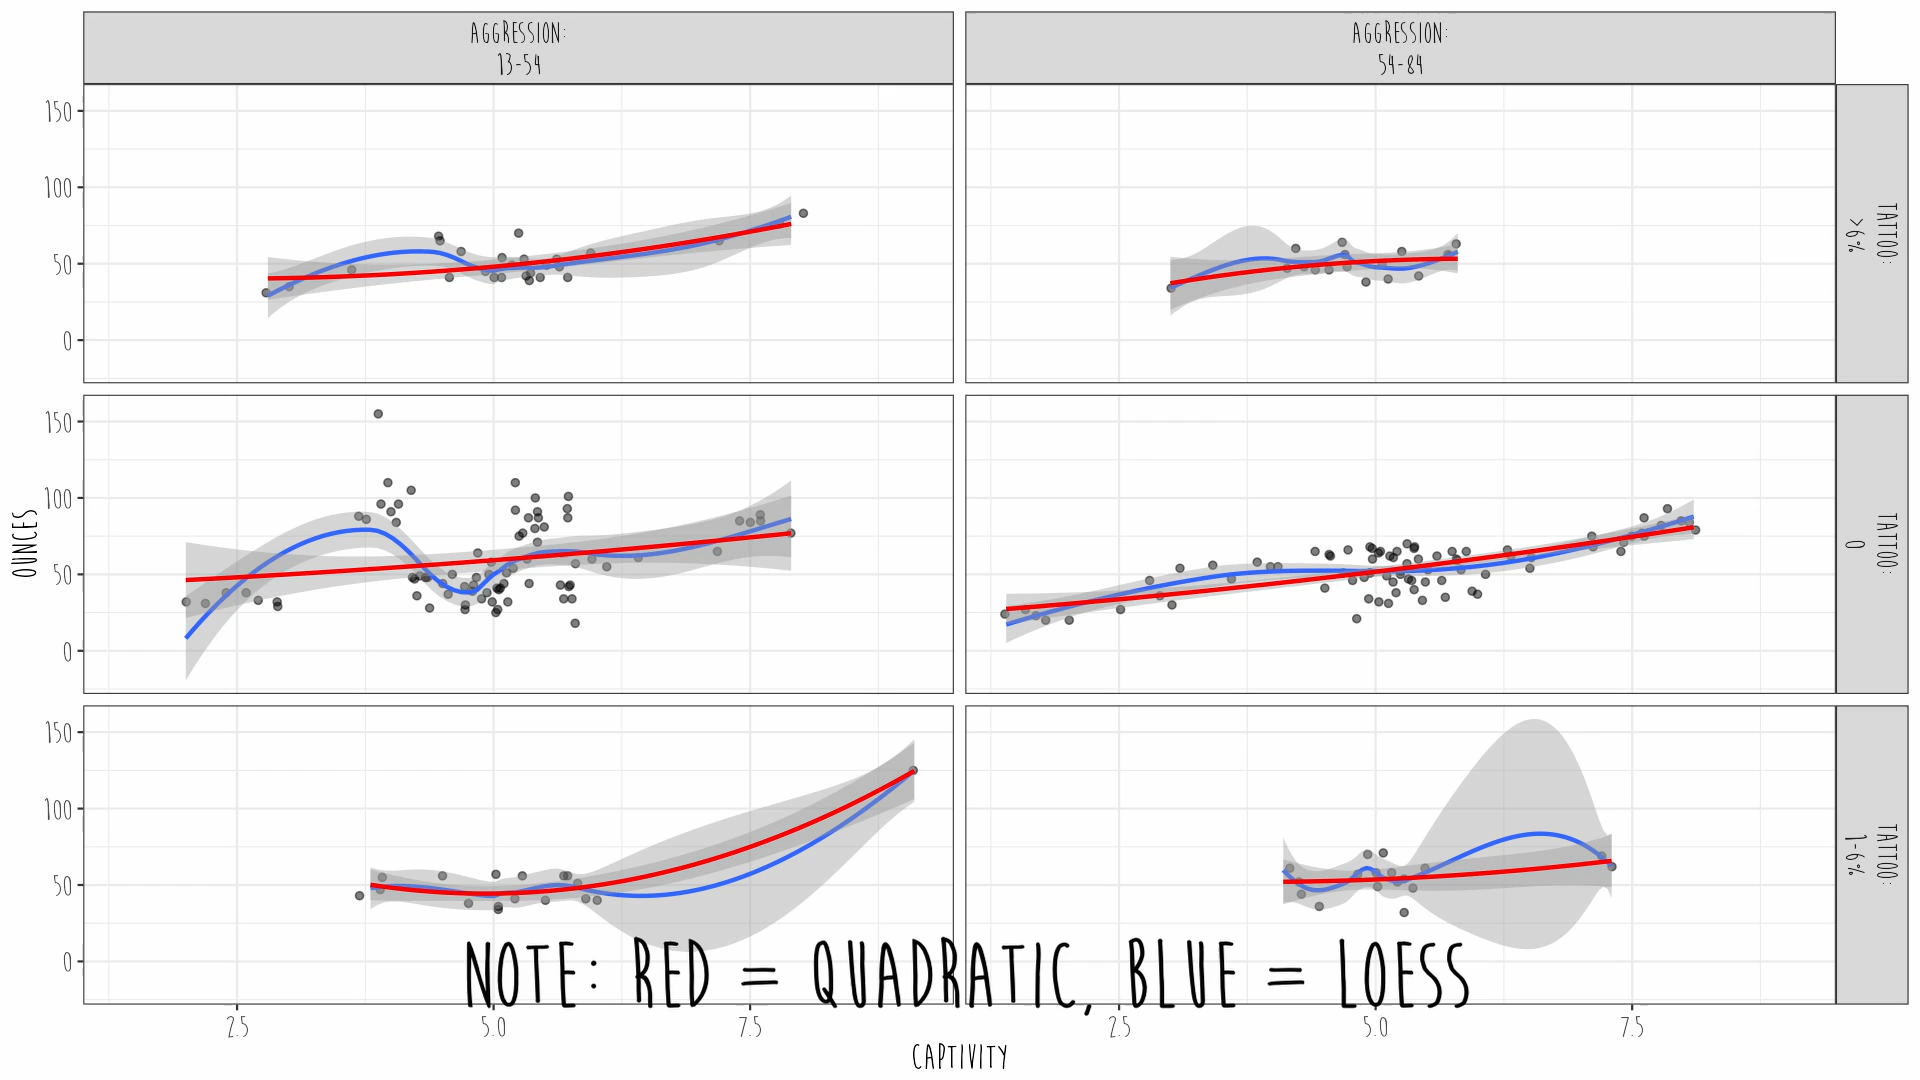 AGGRESSION:
13-54
AGGRESSION:
54-84
150
100
50
0
TATTOO:
>6%
OUNCES
150
100
50
0
TATTOO:
0
150
100
50
0
TATTOO:
1-6%
NOTE: RED = QUADRATIC, BLUE = LOESS
2.5
5.0
7.5
2.5
5.0
7.5
CAPTIVITY